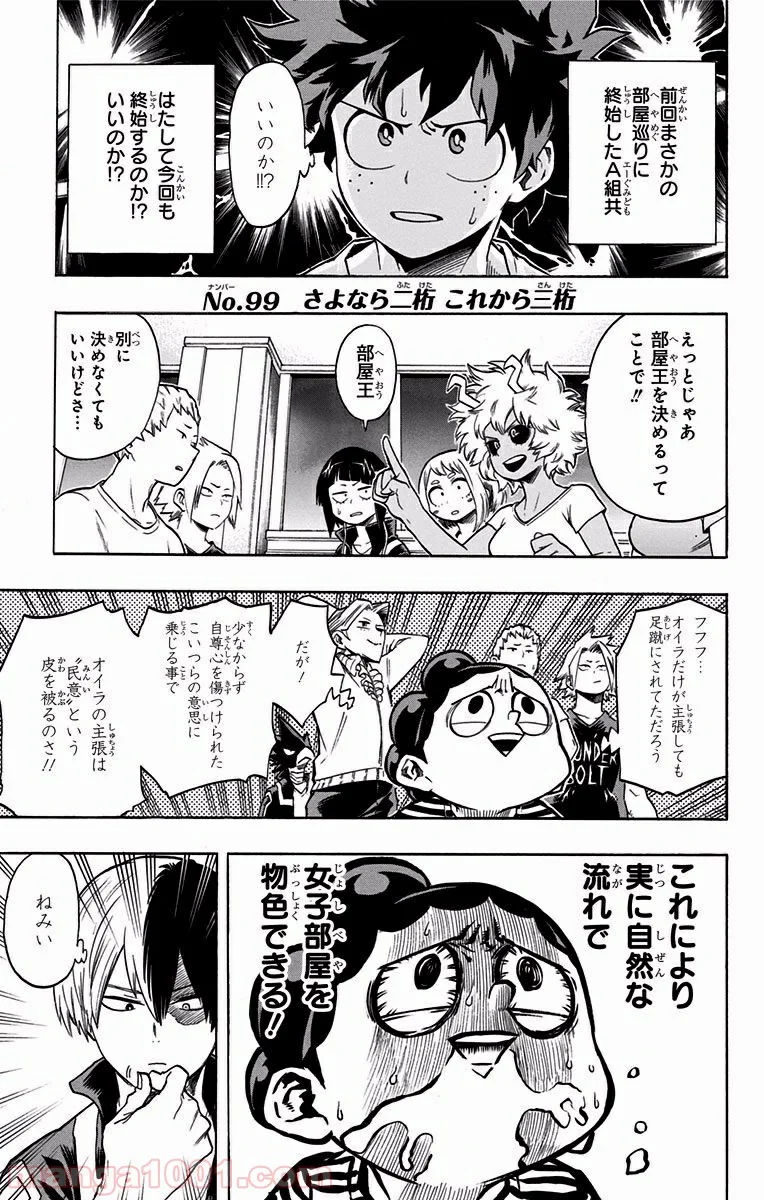 前回まさかの
部屋巡りに
終始したA組共
いいのか!!?
はたして今回も
終始するのか!?
いいのか!?
No.99 さよなら二桁 これから三桁
えっとじゃあ
部屋王を決めるって
ことで!!
部屋王
別に
決めなくても
いいけどさ…
フフフ…
オイラだけが主張しても
足蹴にされてただろう
だが!
少なからず
自尊心を傷つけられた
こいつらの意思に
乗じる事で
オイラの主張は
〝民意〟という
皮を被るのさ!!
THUNDER
BOLT
これにより
実に自然な
流れで
女子部屋を
物色できる!
ねみい
manga1001.com